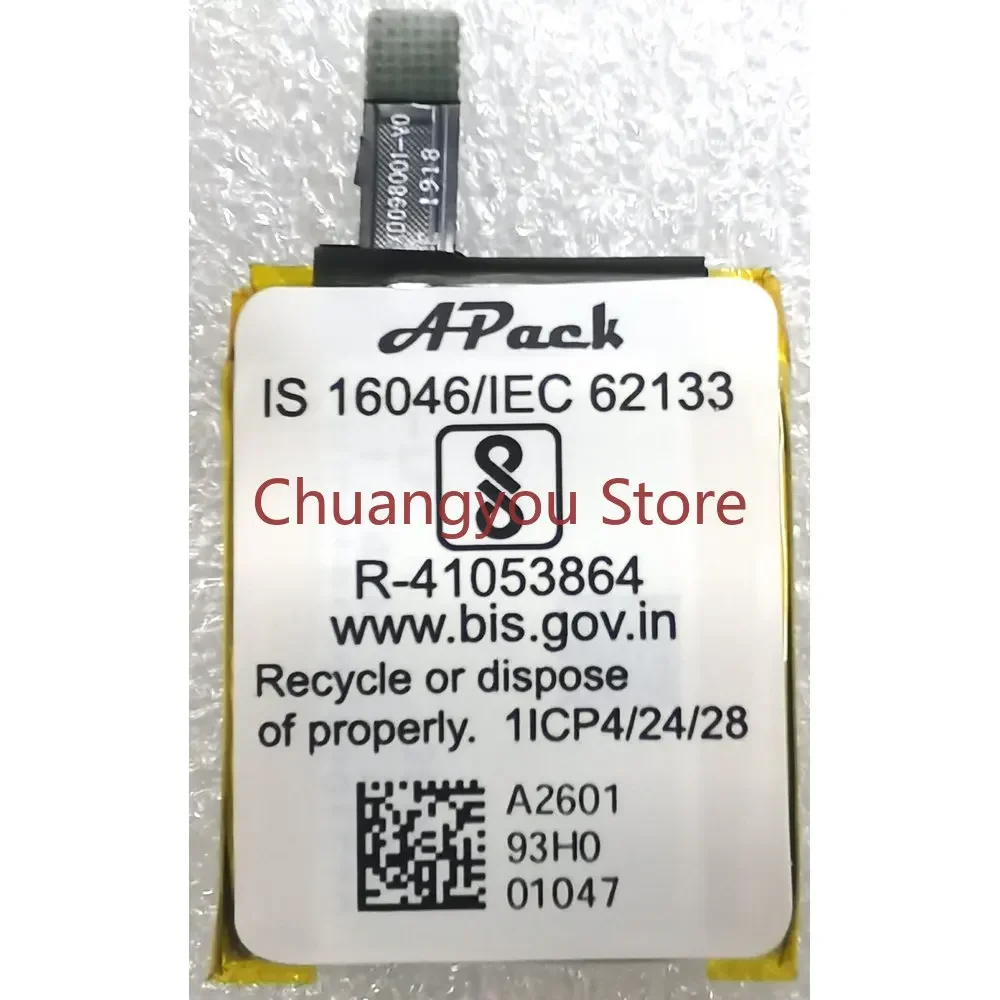 D098001-V0
1918
APack
IS 16046/IEC 62133
Chuangyou Store
R-41053864
www.bis.gov.in
Recycle or dispose
of properly. 1ICP4/24/28
A2601
93H0
01047